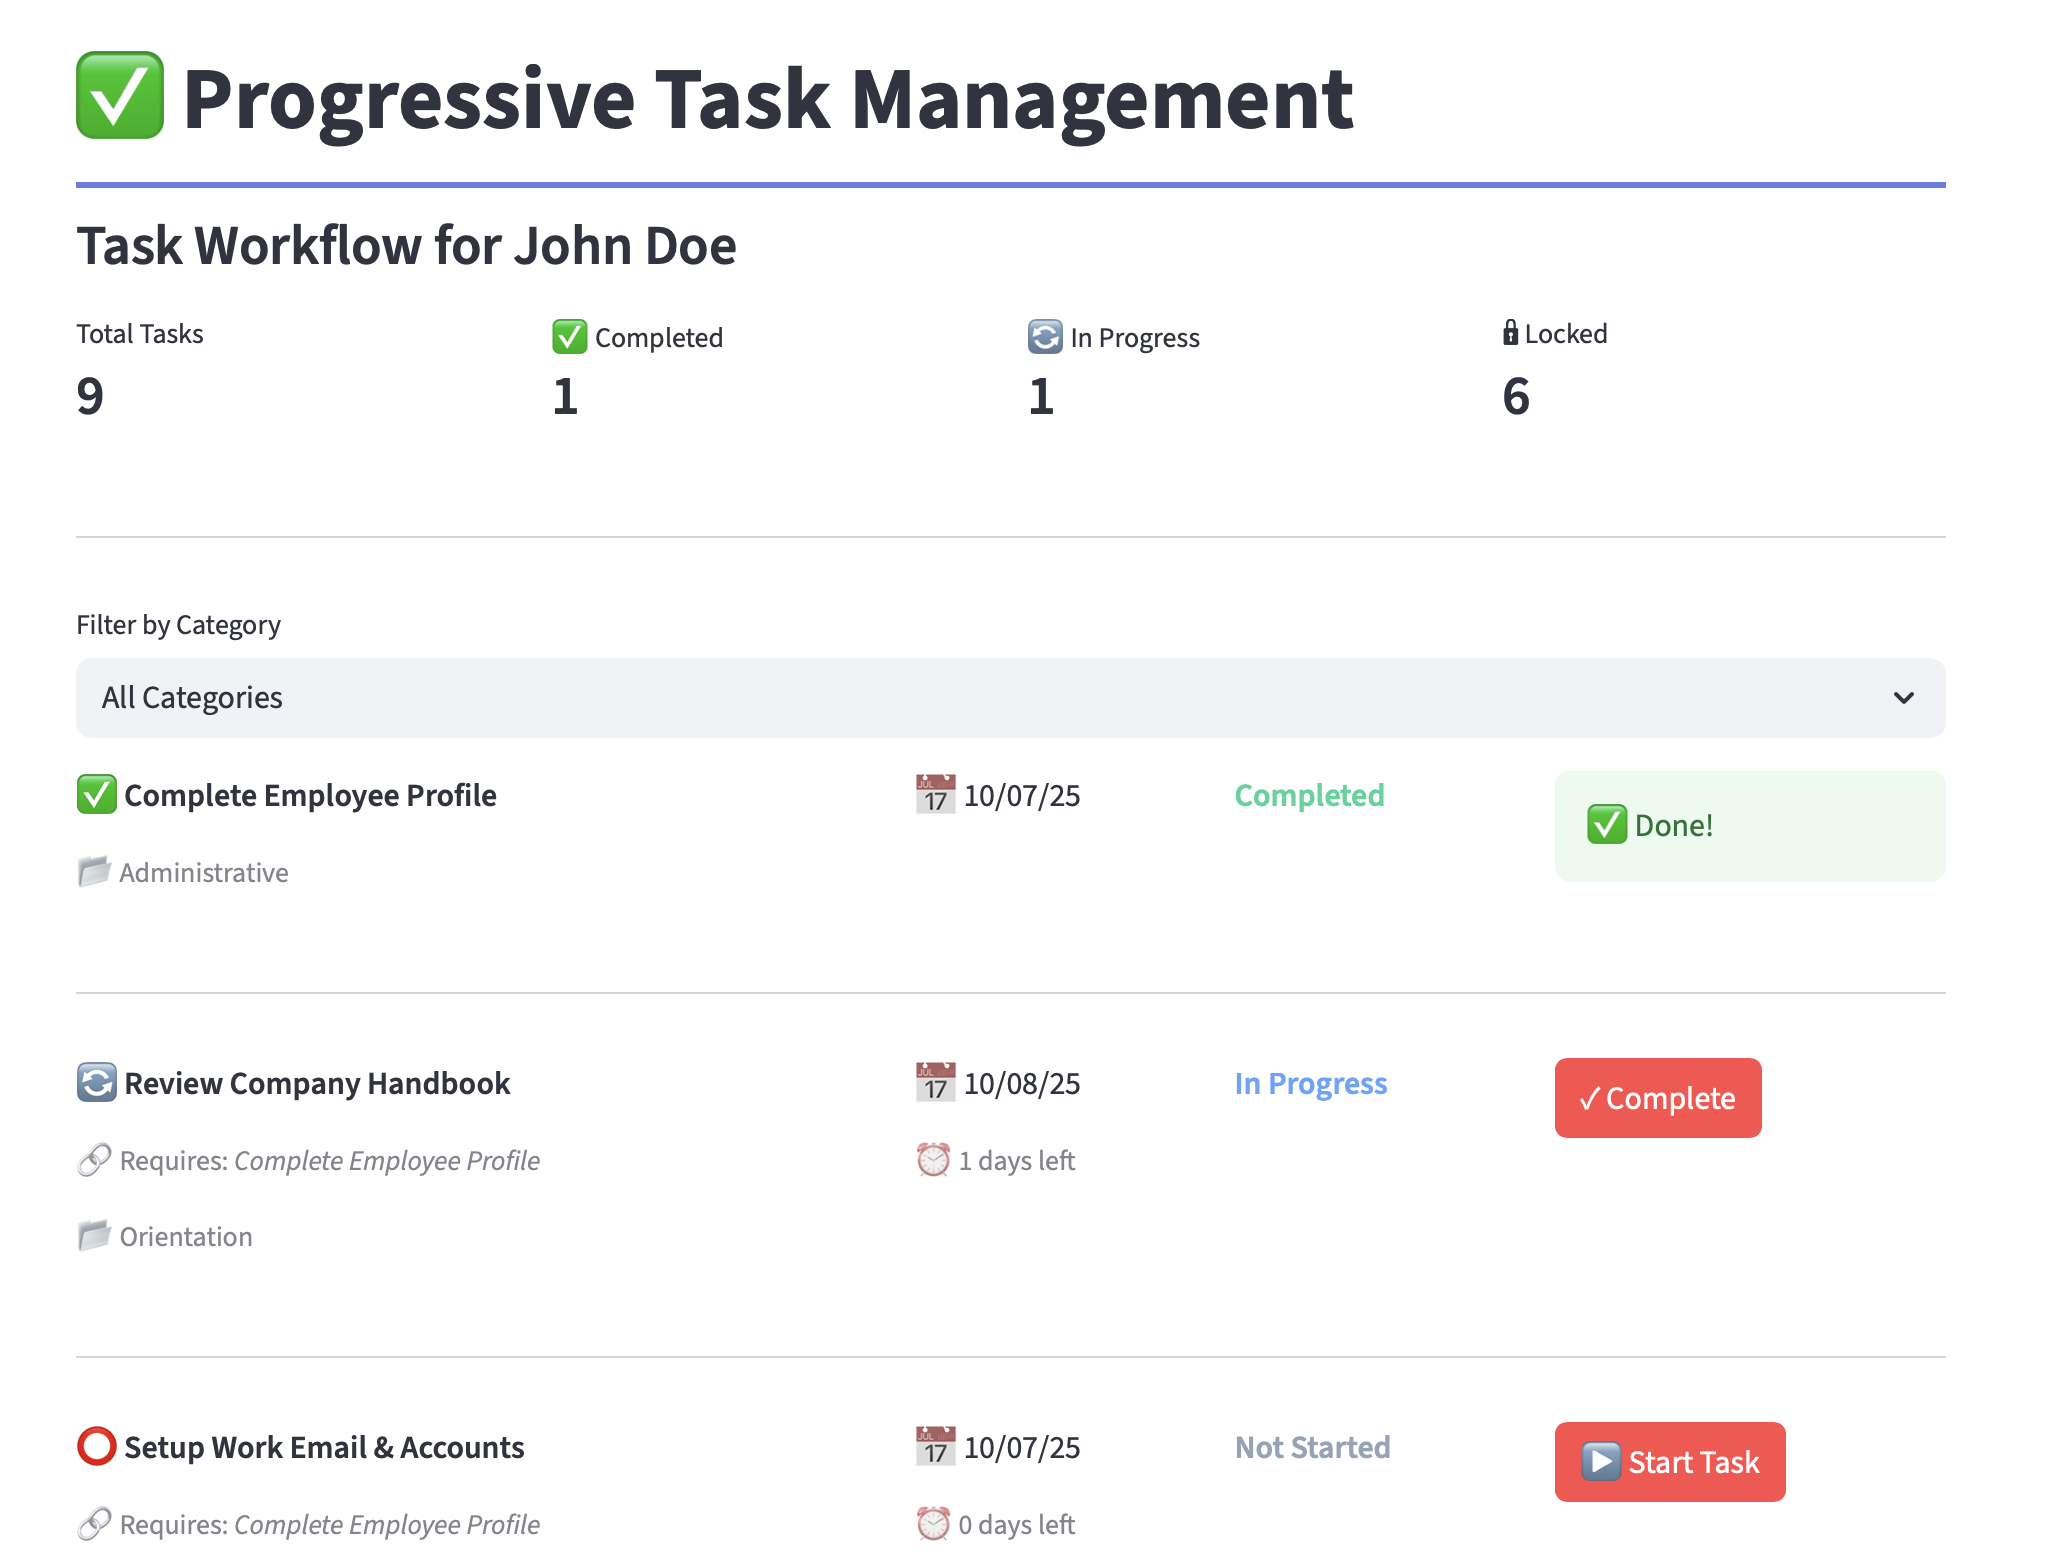 ✅ Progressive Task Management
Task Workflow for John Doe
Total Tasks
9
✅ Completed
1
🔄 In Progress
1
🔒 Locked
6
Filter by Category
All Categories
✅ Complete Employee Profile
📅 10/07/25
Completed
✅ Done!
📁 Administrative
🔄 Review Company Handbook
📅 10/08/25
In Progress
✓ Complete
🔗 Requires: Complete Employee Profile
⏰ 1 days left
📁 Orientation
⭕ Setup Work Email & Accounts
📅 10/07/25
Not Started
▶️ Start Task
🔗 Requires: Complete Employee Profile
⏰ 0 days left